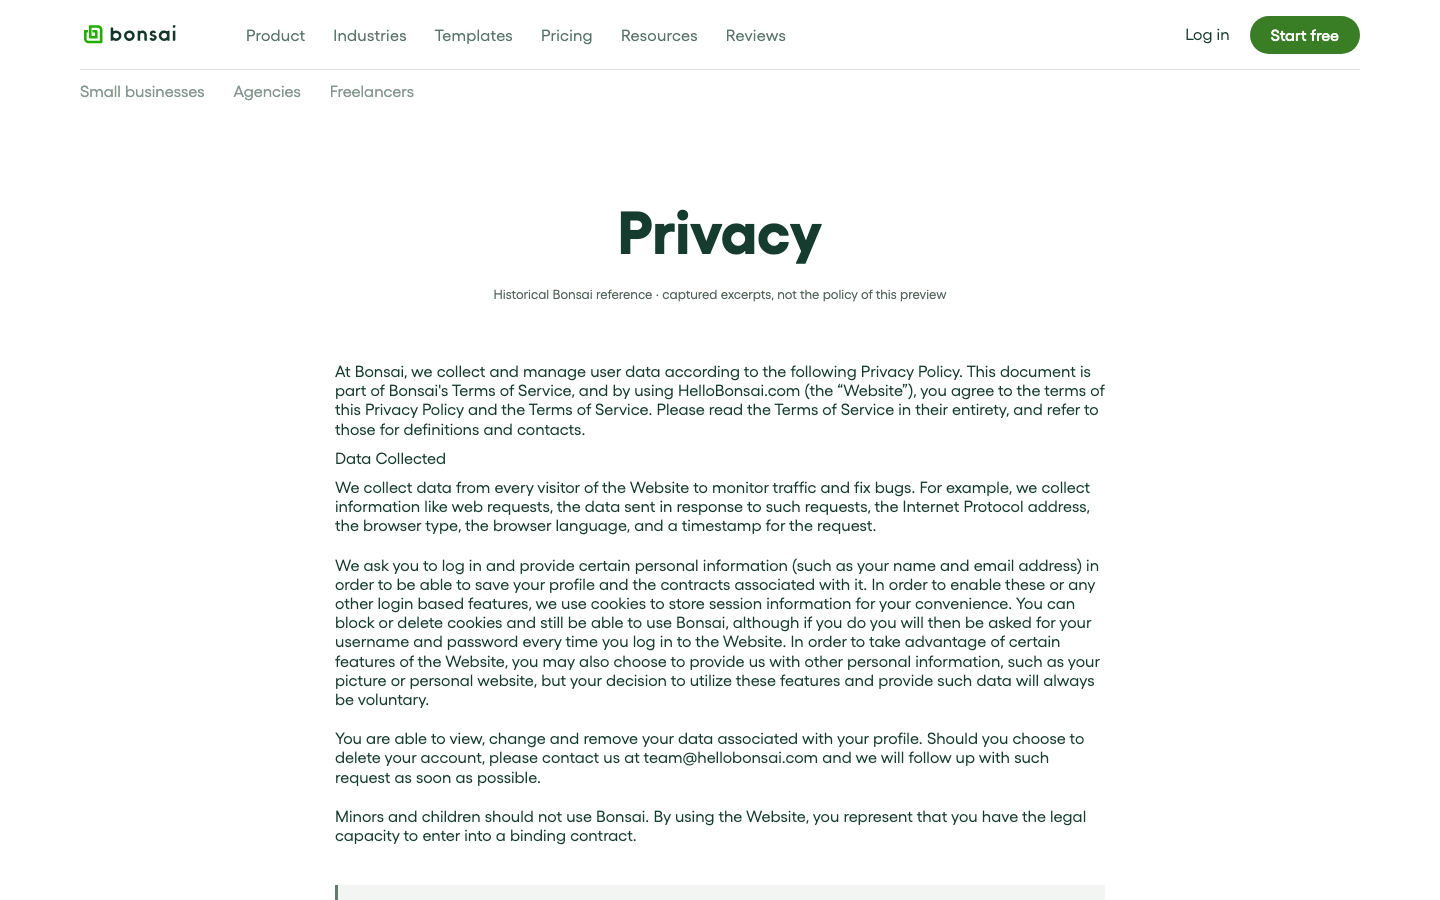 bonsai
Product Industries Templates Pricing Resources Reviews
Log in
Start free
Small businesses Agencies Freelancers
Privacy
Historical Bonsai reference · captured excerpts, not the policy of this preview
At Bonsai, we collect and manage user data according to the following Privacy Policy. This document is
part of Bonsai's Terms of Service, and by using HelloBonsai.com (the “Website”), you agree to the terms of
this Privacy Policy and the Terms of Service. Please read the Terms of Service in their entirety, and refer to
those for definitions and contacts.
Data Collected
We collect data from every visitor of the Website to monitor traffic and fix bugs. For example, we collect
information like web requests, the data sent in response to such requests, the Internet Protocol address,
the browser type, the browser language, and a timestamp for the request.
We ask you to log in and provide certain personal information (such as your name and email address) in
order to be able to save your profile and the contracts associated with it. In order to enable these or any
other login based features, we use cookies to store session information for your convenience. You can
block or delete cookies and still be able to use Bonsai, although if you do you will then be asked for your
username and password every time you log in to the Website. In order to take advantage of certain
features of the Website, you may also choose to provide us with other personal information, such as your
picture or personal website, but your decision to utilize these features and provide such data will always
be voluntary.
You are able to view, change and remove your data associated with your profile. Should you choose to
delete your account, please contact us at team@hellobonsai.com and we will follow up with such
request as soon as possible.
Minors and children should not use Bonsai. By using the Website, you represent that you have the legal
capacity to enter into a binding contract.